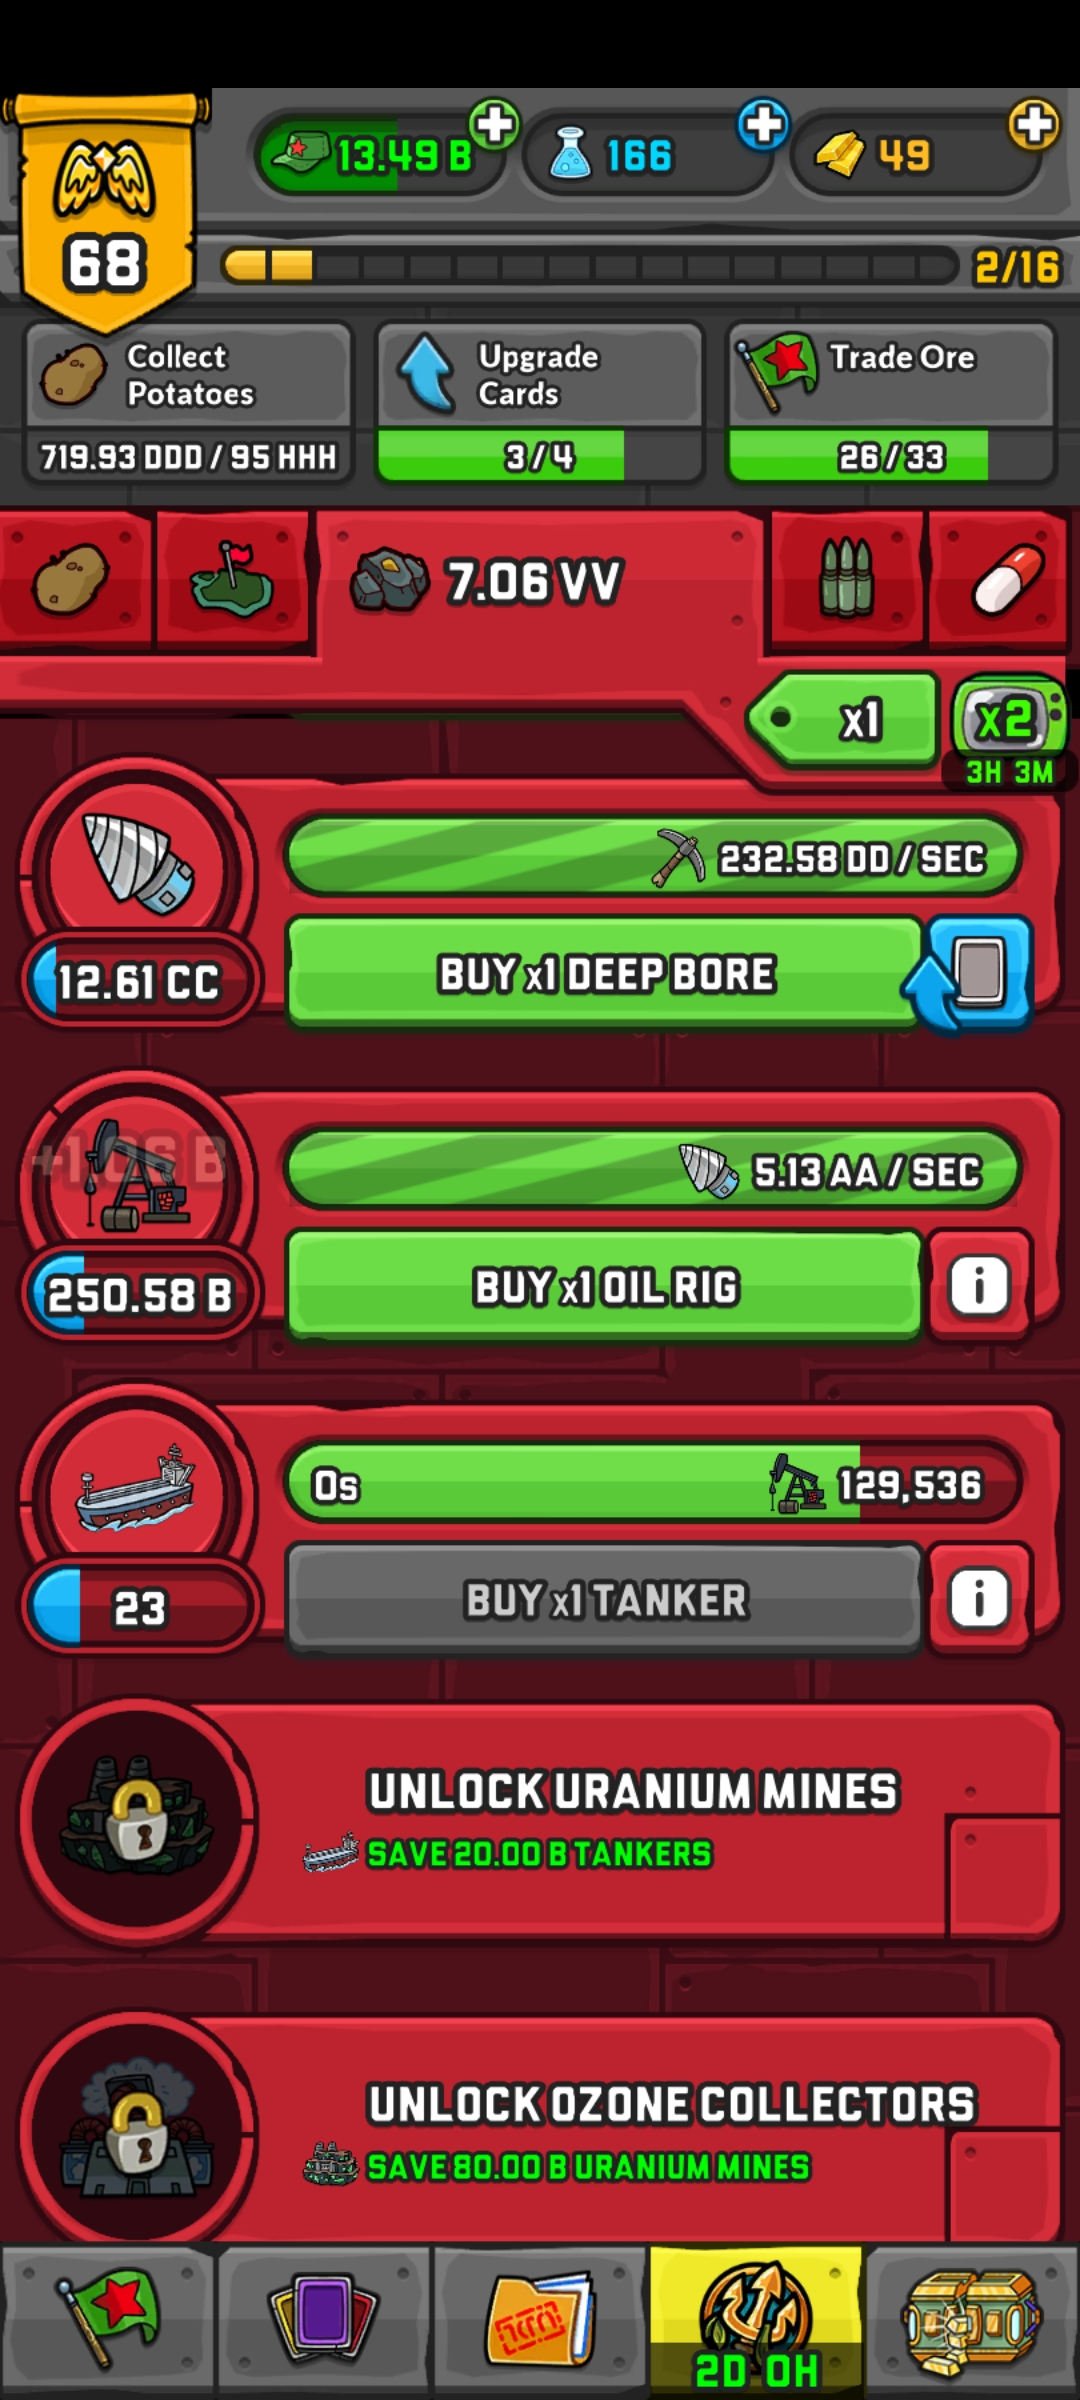 13.49 B
166
49
68
2/16
Collect
Potatoes
Upgrade
Cards
Trade Ore
719.93 DDD / 95 HHH
3/4
26/33
7.06 VV
x1
x2
3H 3M
232.58 DD / SEC
12.61 CC
BUY x1 DEEP BORE
+1.06 B
5.13 AA / SEC
250.58 B
BUY x1 OIL RIG
i
0s
129,536
23
BUY x1 TANKER
i
UNLOCK URANIUM MINES
SAVE 20.00 B TANKERS
UNLOCK OZONE COLLECTORS
SAVE 80.00 B URANIUM MINES
2D 0H